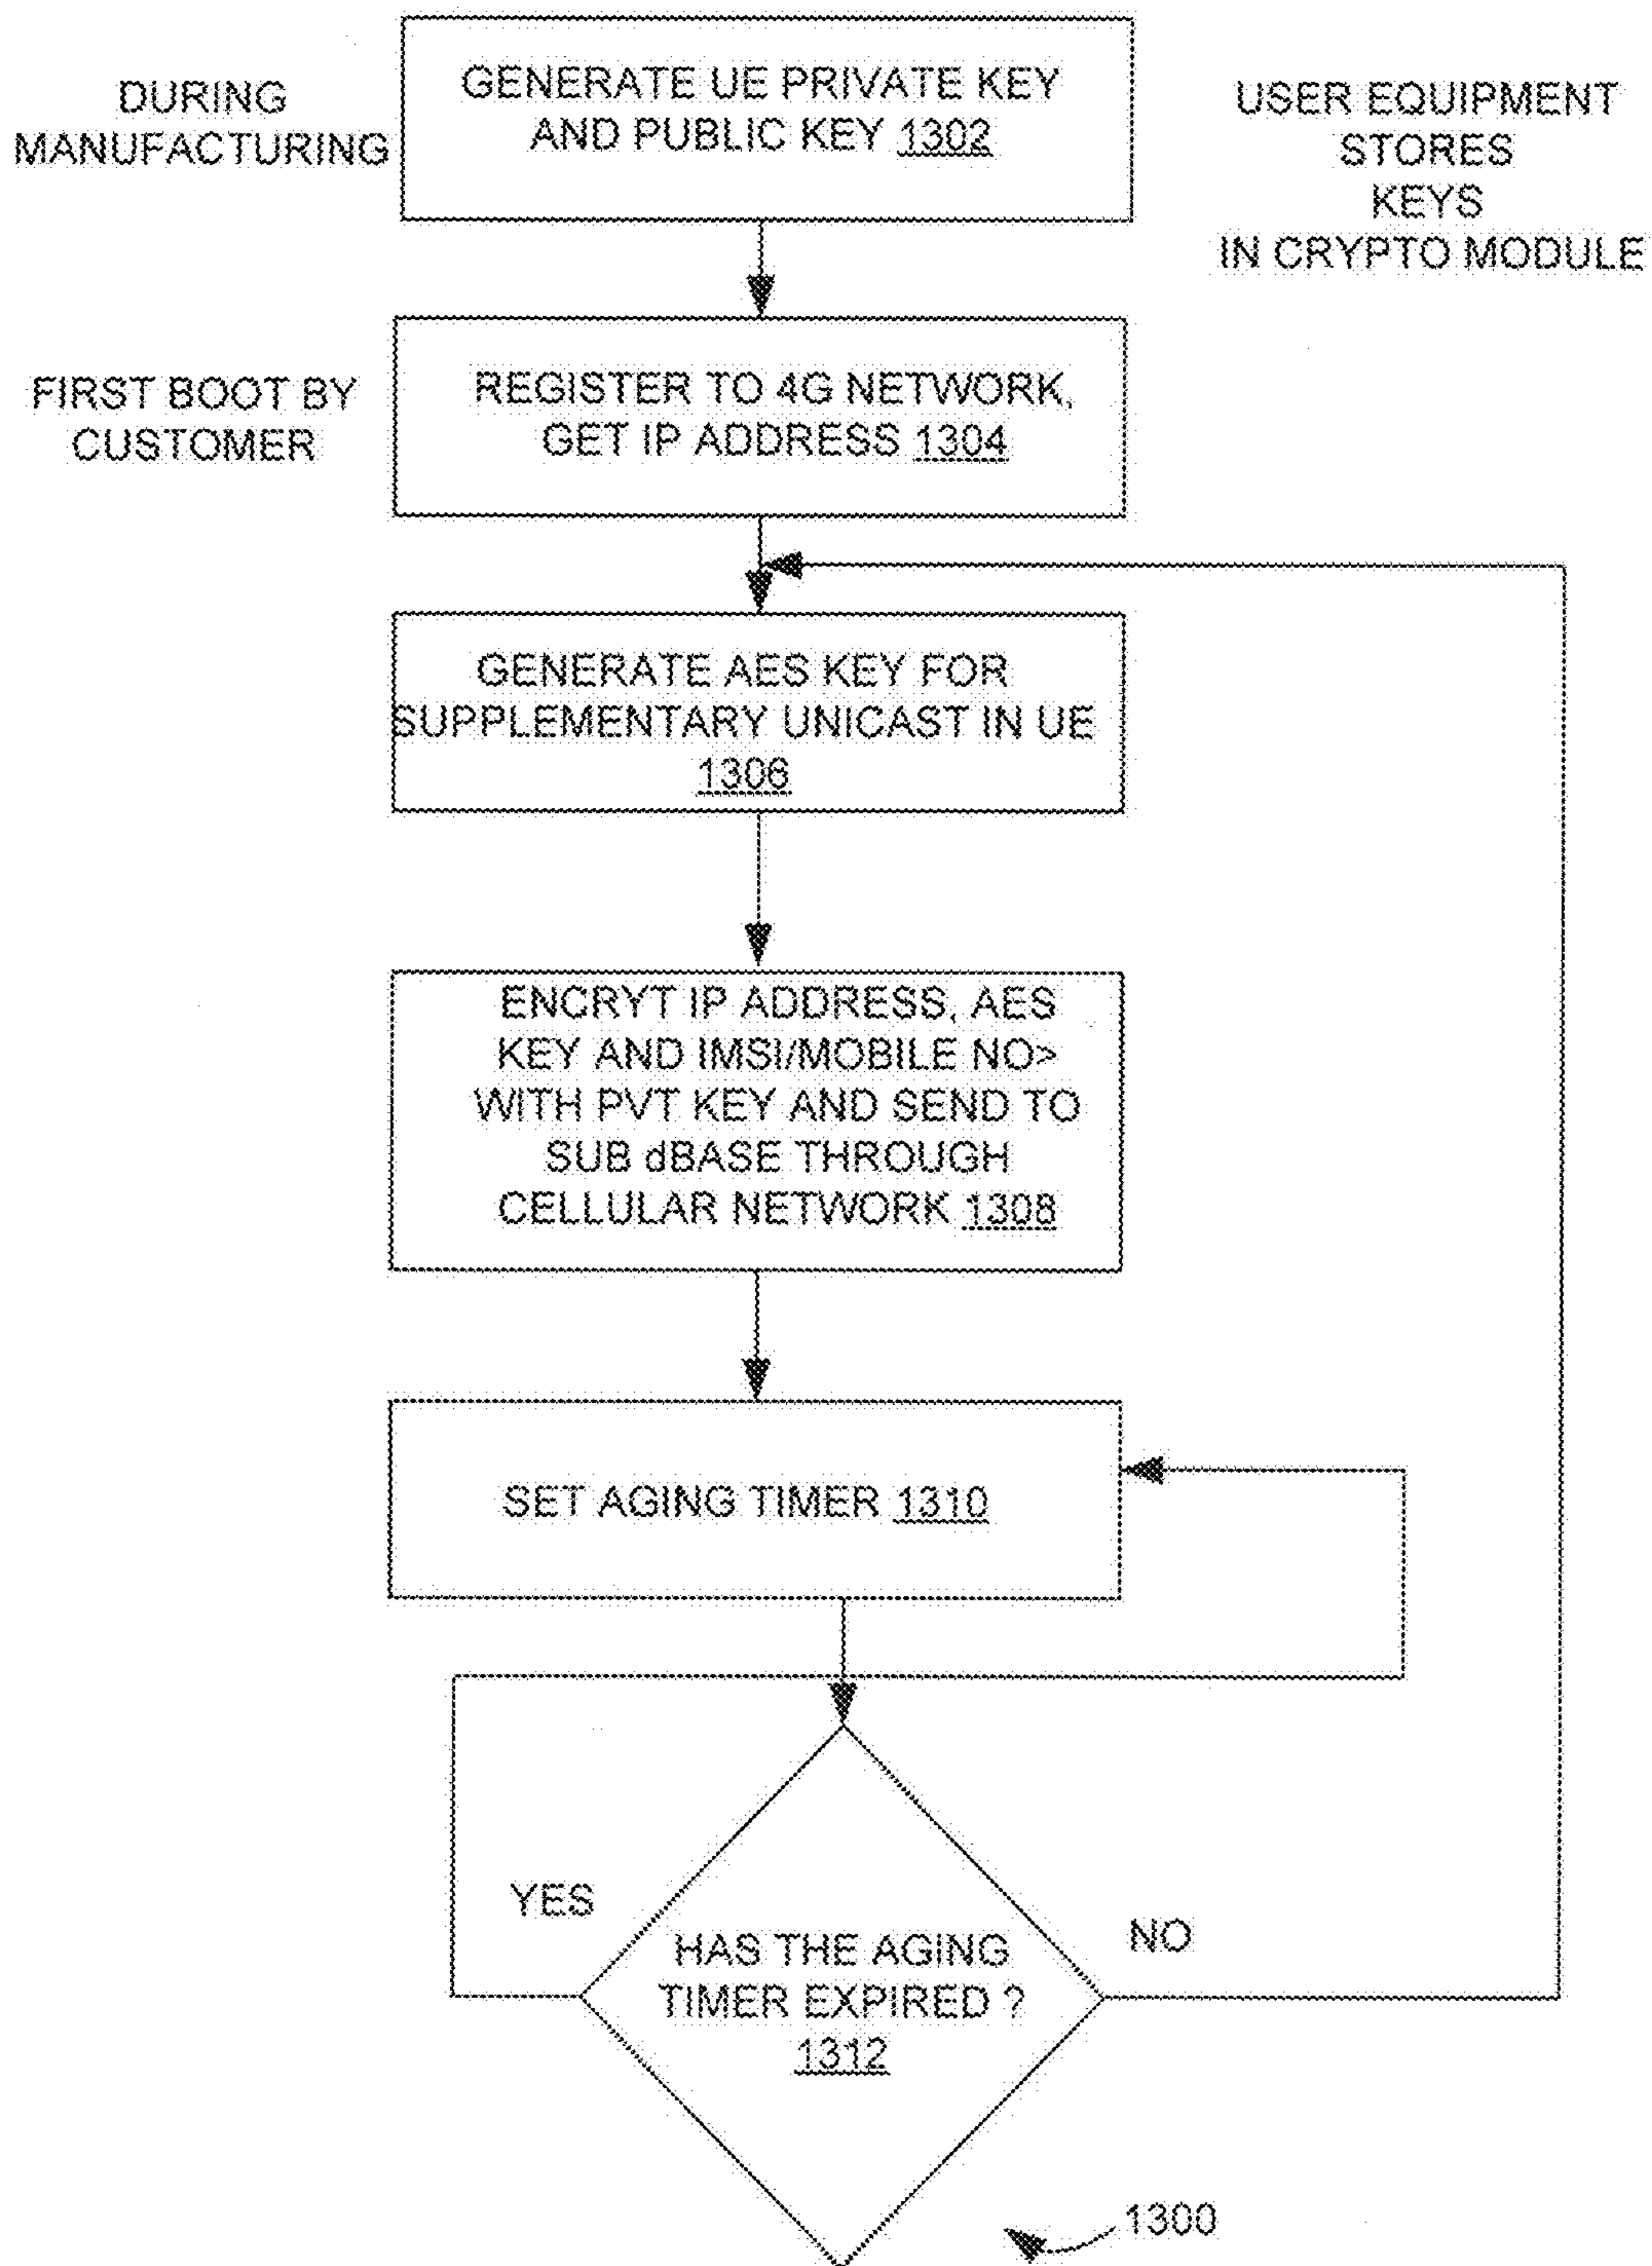 DURING
MANUFACTURING
GENERATE UE PRIVATE KEY
AND PUBLIC KEY 1302
USER EQUIPMENT
STORES
KEYS
IN CRYPTO MODULE
FIRST BOOT BY
CUSTOMER
REGISTER TO 4G NETWORK,
GET IP ADDRESS 1304
GENERATE AES KEY FOR
SUPPLEMENTARY UNICAST IN UE
1306
ENCRYT IP ADDRESS, AES
KEY AND IMSI/MOBILE NO>
WITH PVT KEY AND SEND TO
SUB dBASE THROUGH
CELLULAR NETWORK 1308
SET AGING TIMER 1310
YES
NO
HAS THE AGING
TIMER EXPIRED ?
1312
1300